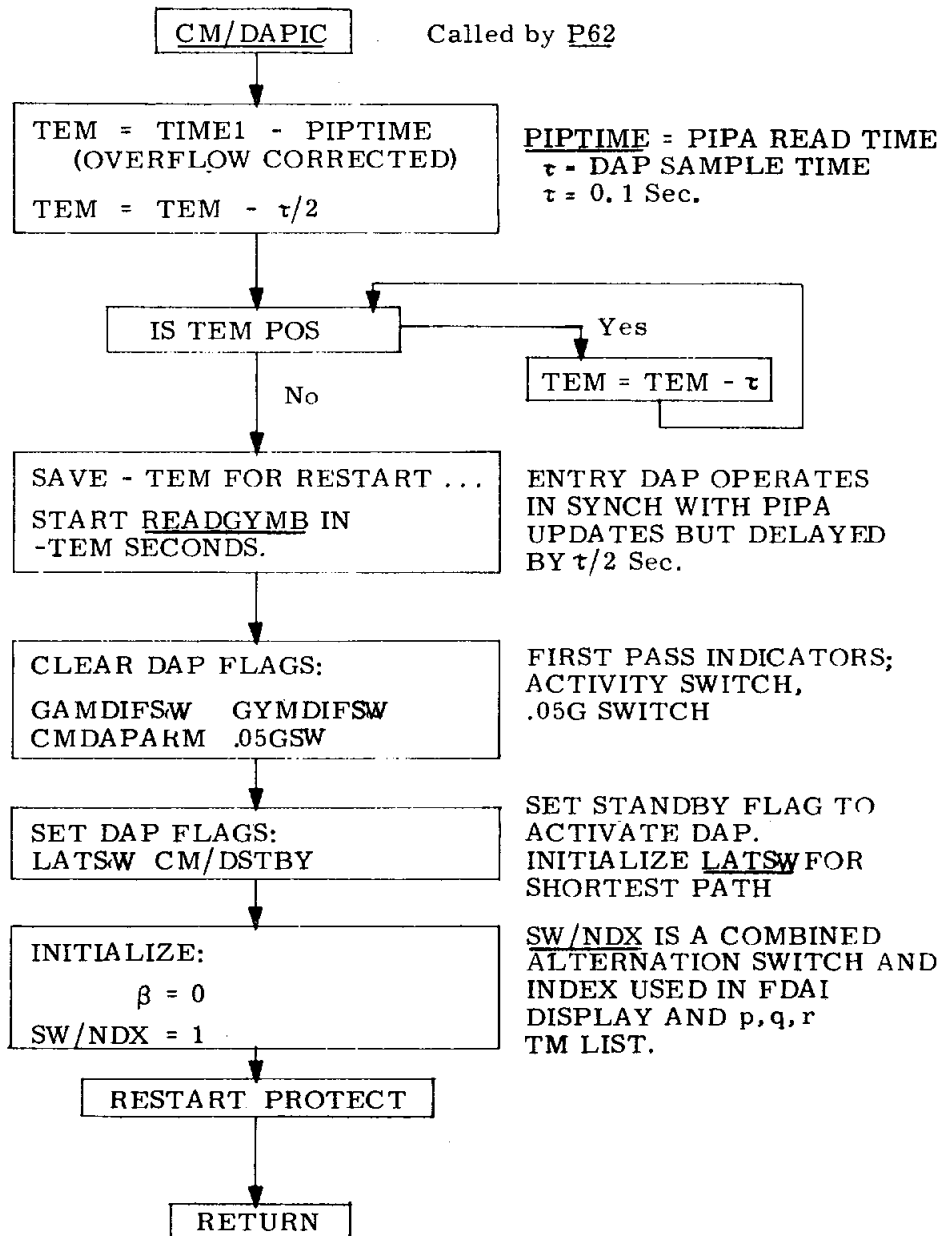 CM/DAPIC
Called by P62
TEM = TIME1 - PIPTIME
(OVERFLOW CORRECTED)
TEM = TEM - τ/2
PIPTIME = PIPA READ TIME
τ = DAP SAMPLE TIME
τ = 0.1 Sec.
IS TEM POS
Yes
TEM = TEM - τ
No
SAVE - TEM FOR RESTART ...
START READGYMB IN
-TEM SECONDS.
ENTRY DAP OPERATES
IN SYNCH WITH PIPA
UPDATES BUT DELAYED
BY τ/2 Sec.
CLEAR DAP FLAGS:
GAMDIFSW GYMDIFSW
CMDAPARM .05GSW
FIRST PASS INDICATORS;
ACTIVITY SWITCH,
.05G SWITCH
SET DAP FLAGS:
LATSW CM/DSTBY
SET STANDBY FLAG TO
ACTIVATE DAP.
INITIALIZE LATSW FOR
SHORTEST PATH
INITIALIZE:
β = 0
SW/NDX = 1
SW/NDX IS A COMBINED
ALTERNATION SWITCH AND
INDEX USED IN FDAI
DISPLAY AND p,q,r
TM LIST.
RESTART PROTECT
RETURN